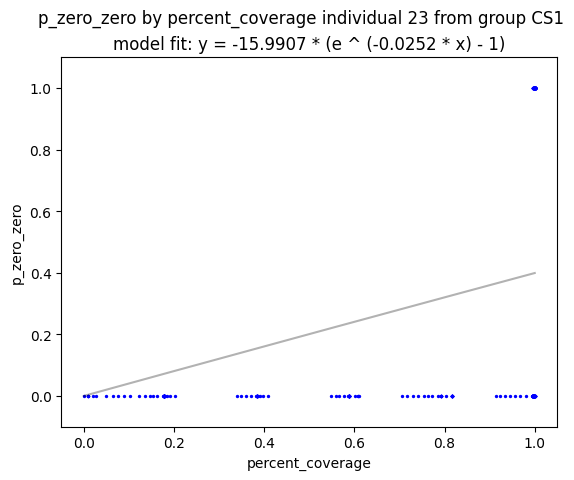 p_zero_zero by percent_coverage individual 23 from group CS1
model fit: y = -15.9907 * (e ^ (-0.0252 * x) - 1)
1.0
0.8
0.6
0.4
0.2
0.0
p_zero_zero
0.0 0.2 0.4 0.6 0.8 1.0
percent_coverage